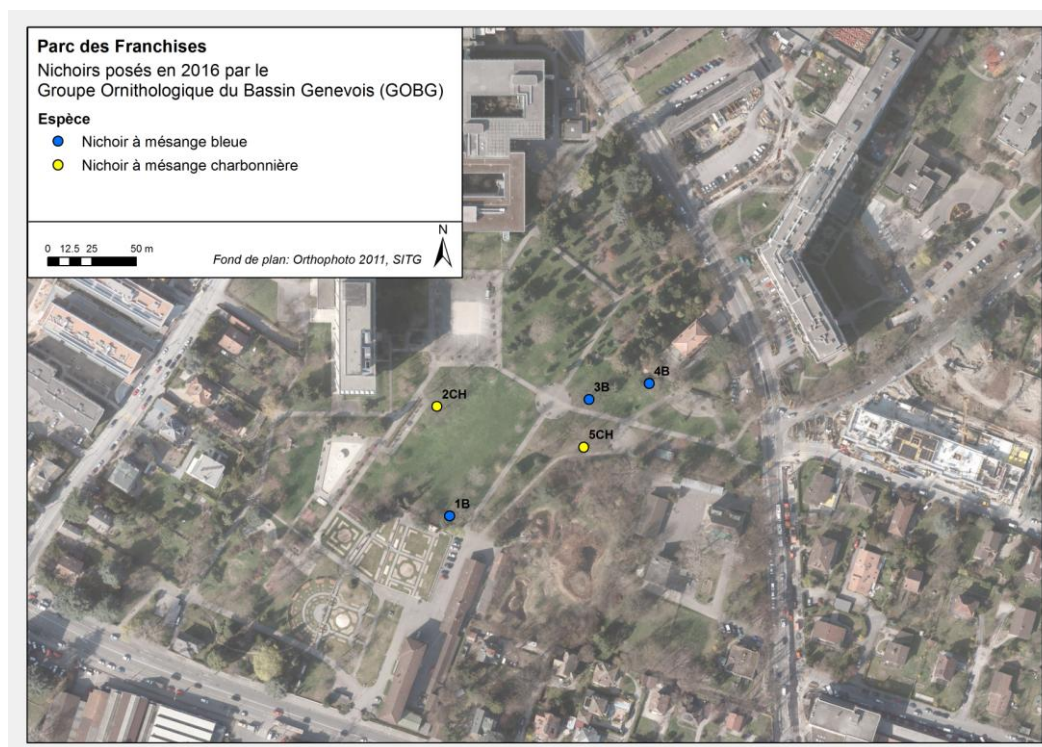 Parc des Franchises
Nichoirs posés en 2016 par le
Groupe Ornithologique du Bassin Genevois (GOBG)
Espèce
Nichoir à mésange bleue
Nichoir à mésange charbonnière
0 12.5 25 50 m
Fond de plan: Orthophoto 2011, SITG
N
4B
3B
2CH
5CH
1B